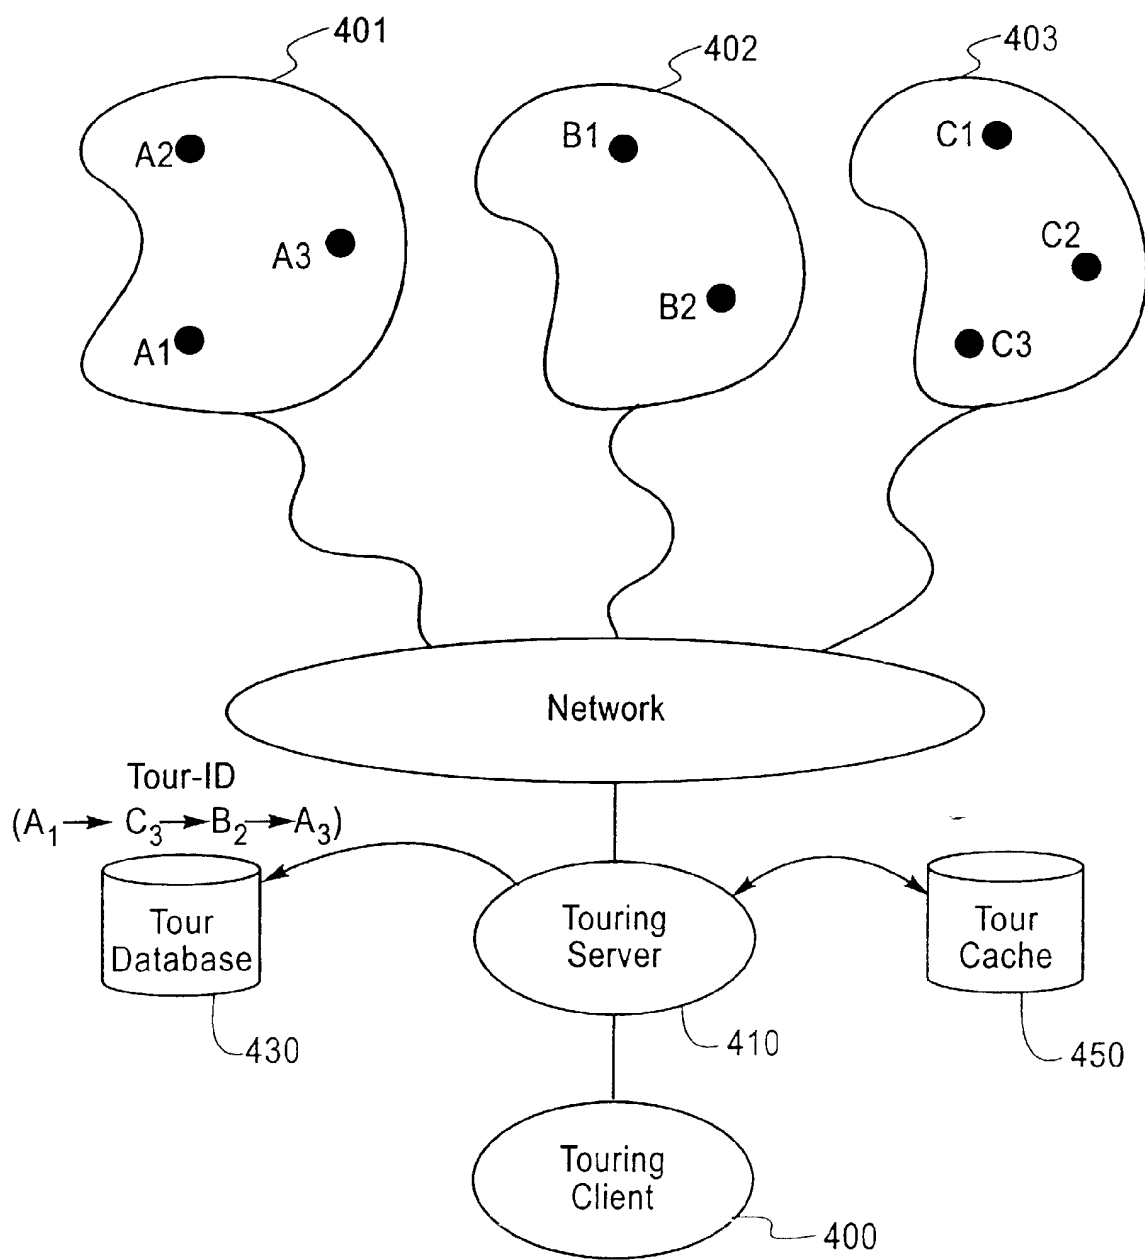 401
402
403
A2
A3
A1
B1
B2
C1
C2
C3
Network
Tour-ID
(A₁ → C₃ → B₂ → A₃)
Tour
Database
430
Touring
Server
410
Tour
Cache
450
Touring
Client
400